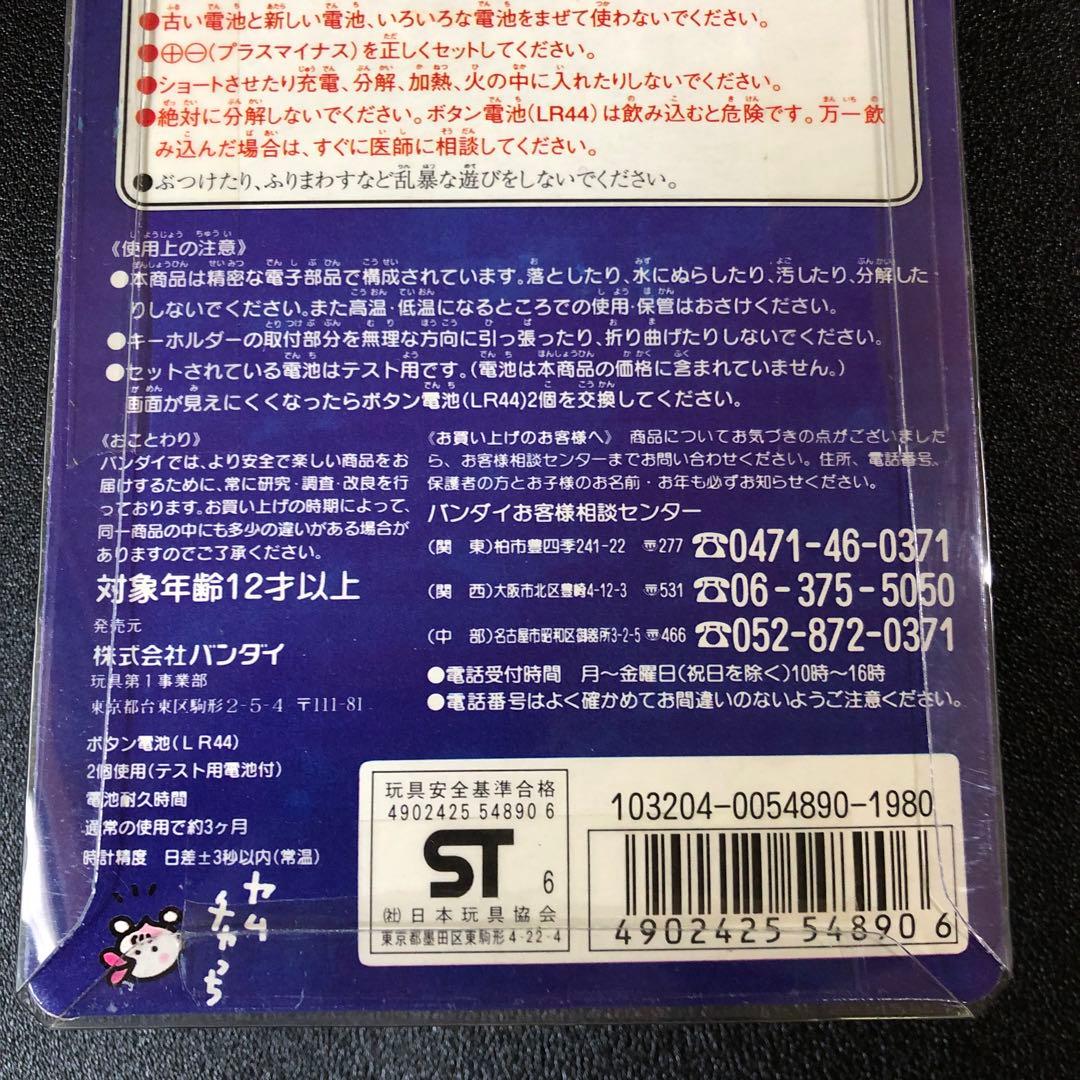 ●古い電池と新しい電池、いろいろな電池をまぜて使わないでください。
●⊕⊖(プラスマイナス)を正しくセットしてください。
●ショートさせたり充電、分解、加熱、火の中に入れたりしないでください。
●絶対に分解しないでください。ボタン電池(LR44)は飲み込むと危険です。万一飲
み込んだ場合は、すぐに医師に相談してください。
●ぶつけたり、ふりまわすなど乱暴な遊びをしないでください。
《使用上の注意》
●本商品は精密な電子部品で構成されています。落としたり、水にぬらしたり、汚したり、分解した
りしないでください。また高温・低温になるところでの使用・保管はおさけください。
●キーホルダーの取付部分を無理な方向に引っ張ったり、折り曲げたりしないでください。
●セットされている電池はテスト用です。(電池は本商品の価格に含まれていません。)
画面が見えにくくなったらボタン電池(LR44)2個を交換してください。
《おことわり》
バンダイでは、より安全で楽しい商品をお
届けするために、常に研究・調査・改良を行
っております。お買い上げの時期によって、
同一商品の中にも多少の違いがある場合が
ありますのでご了承ください。
対象年齢12才以上
発売元
株式会社バンダイ
玩具第1事業部
東京都台東区駒形2-5-4 〒111-81
《お買い上げのお客様へ》 商品についてお気づきの点がございました
ら、お客様相談センターまでお問い合わせください。住所、電話番号、
保護者の方とお子様のお名前・お年も必ずお知らせください。
バンダイお客様相談センター
(関 東)柏市豊四季241-22 〒277 ☎0471-46-0371
(関 西)大阪市北区豊崎4-12-3 〒531 ☎06-375-5050
(中 部)名古屋市昭和区御器所3-2-5 〒466 ☎052-872-0371
●電話受付時間 月〜金曜日(祝日を除く)10時〜16時
●電話番号はよく確かめてお間違いのないようご注意ください。
ボタン電池(LR44)
2個使用(テスト用電池付)
電池耐久時間
通常の使用で約3ヶ月
時計精度 日差±3秒以内(常温)
ヤム
チャっち
玩具安全基準合格
4902425 54890 6
ST 6
(社)日本玩具協会
東京都墨田区東駒形4-22-4
103204-0054890-1980
4902425 548906